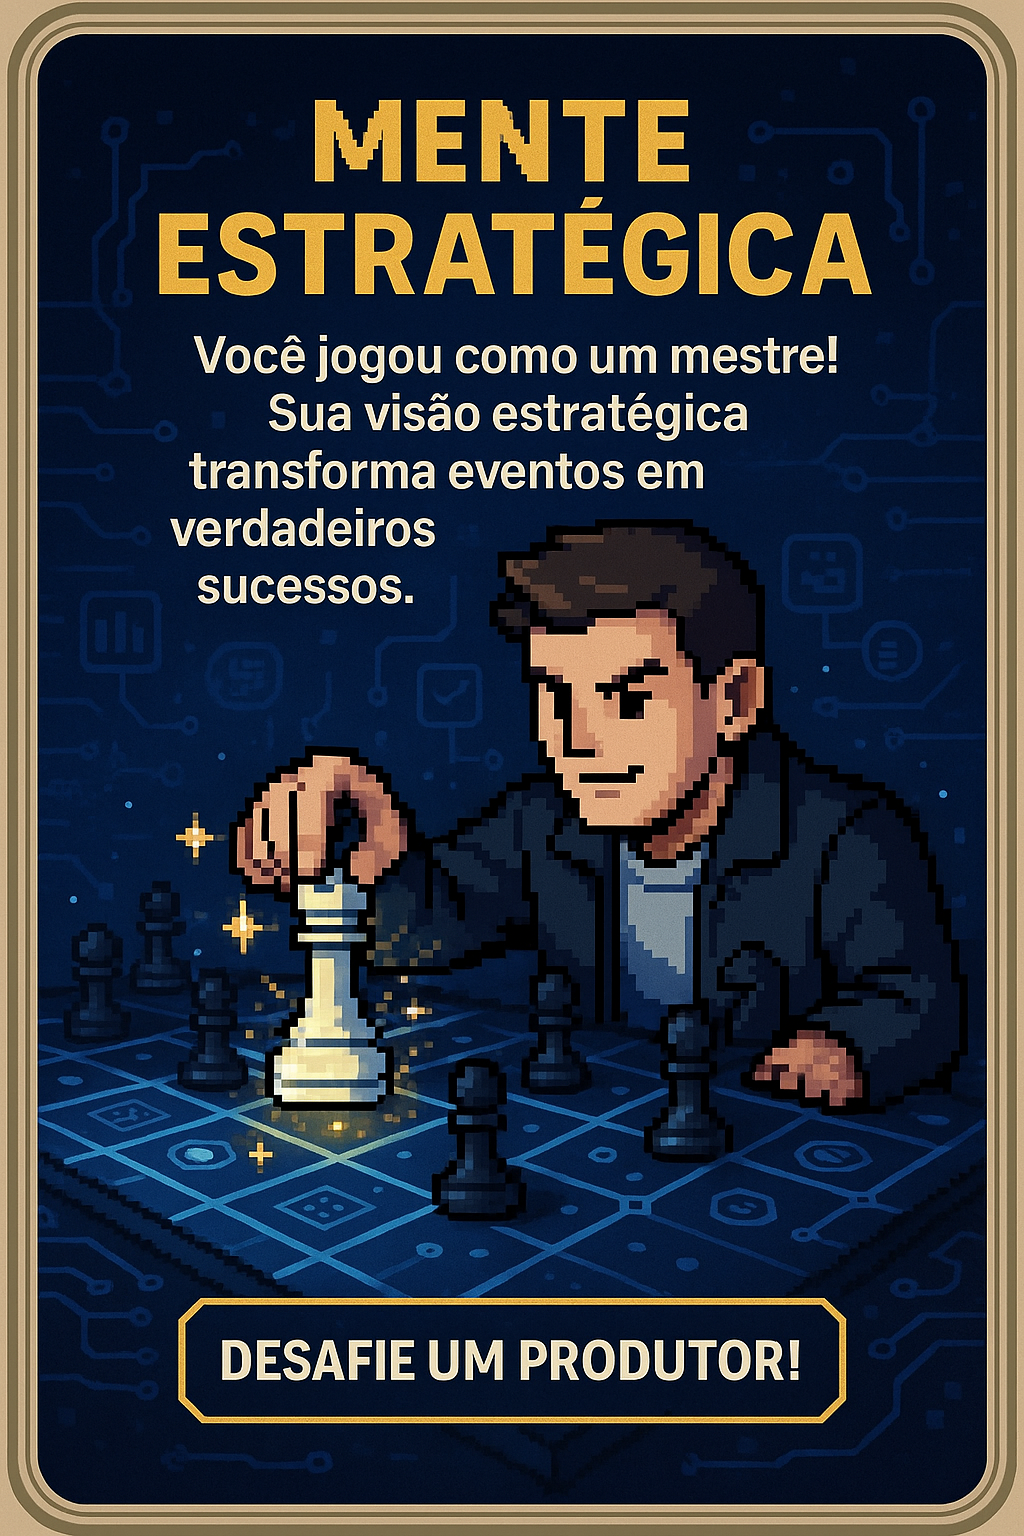 MENTE
ESTRATÉGICA
Você jogou como um mestre!
Sua visão estratégica
transforma eventos em
verdadeiros
sucessos.
DESAFIE UM PRODUTOR!